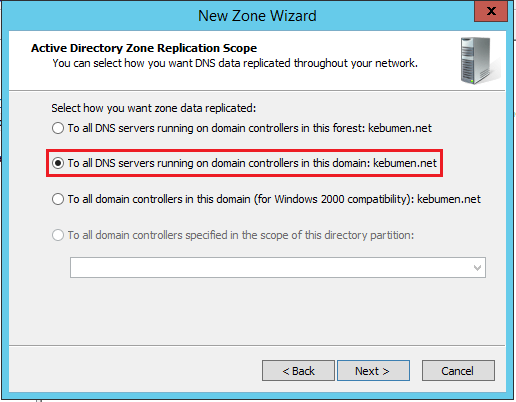 New Zone Wizard
x
Active Directory Zone Replication Scope
You can select how you want DNS data replicated throughout your network.
Select how you want zone data replicated:
To all DNS servers running on domain controllers in this forest: kebumen.net
To all DNS servers running on domain controllers in this domain: kebumen.net
To all domain controllers in this domain (for Windows 2000 compatibility): kebumen.net
To all domain controllers specified in the scope of this directory partition:
< Back
Next >
Cancel